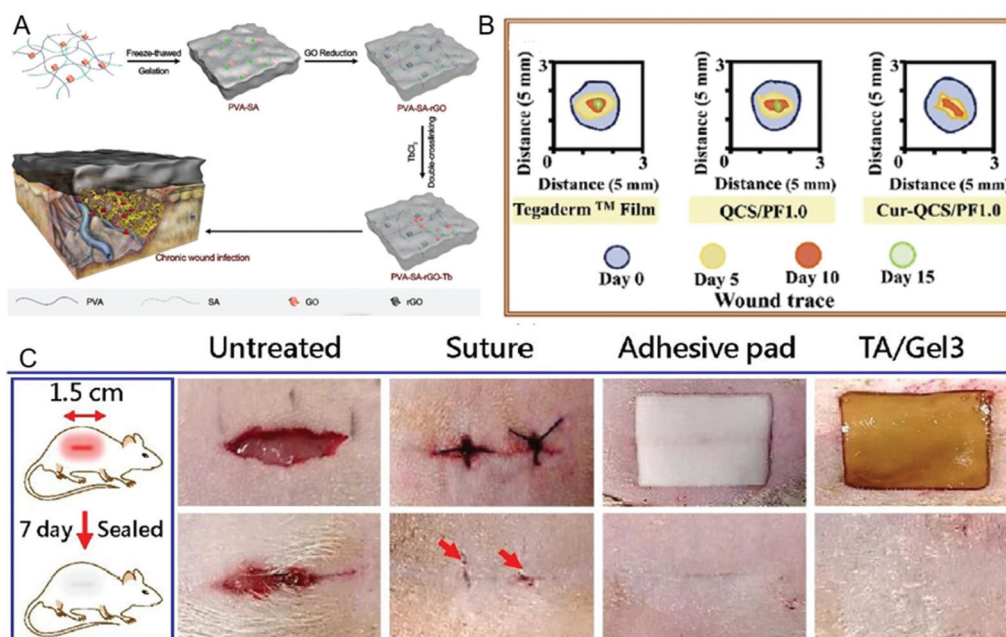 A
Freeze-thawed
Gelation
PVA-SA
GO Reduction
PVA-SA-rGO
TbCl3
Double-crosslinking
PVA-SA-rGO-Tb
Chronic wound infection
PVA
SA
GO
rGO
B
Distance (5 mm)
3
0
3
Distance (5 mm)
Tegaderm ™ Film
Distance (5 mm)
3
0
3
Distance (5 mm)
QCS/PF1.0
Distance (5 mm)
3
0
3
Distance (5 mm)
Cur-QCS/PF1.0
Day 0
Day 5
Day 10
Day 15
Wound trace
C
Untreated
Suture
Adhesive pad
TA/Gel3
1.5 cm
7 day Sealed